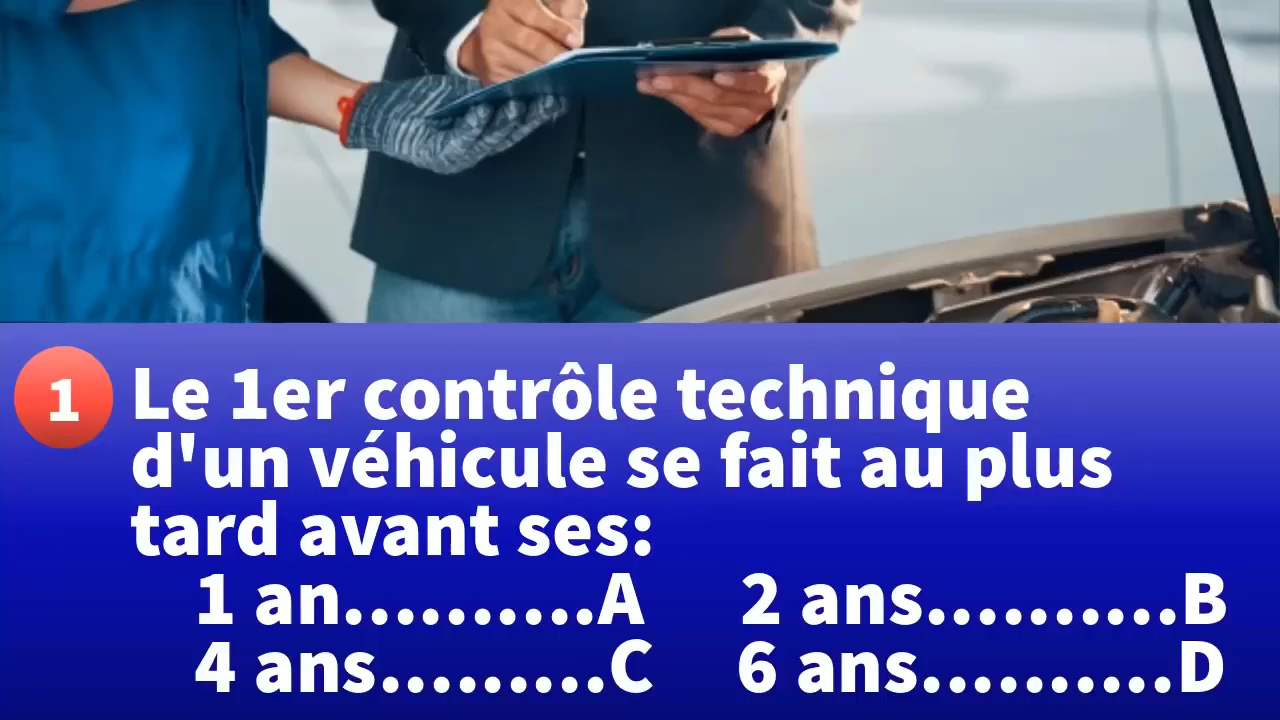 1 Le 1er contrôle technique
d'un véhicule se fait au plus
tard avant ses:
1 an..........A 2 ans..........B
4 ans.........C 6 ans..........D